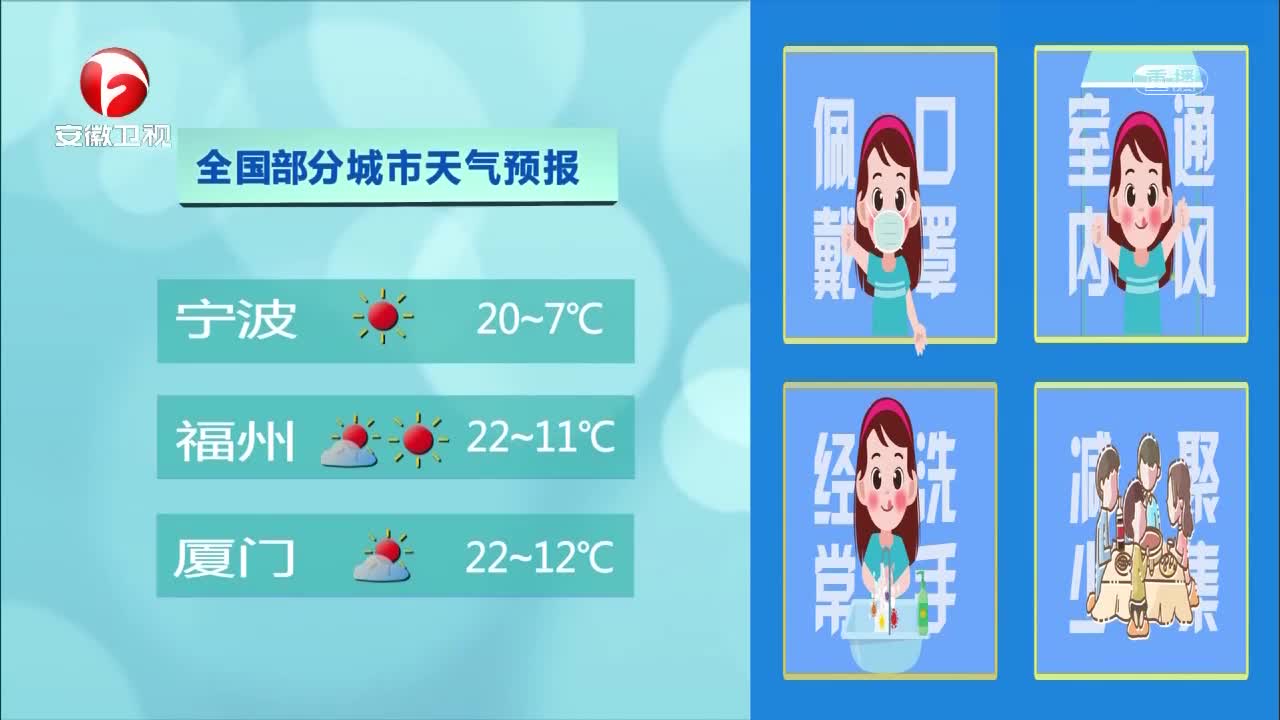 安徽卫视
全国部分城市天气预报
宁波 20~7℃
福州 22~11℃
厦门 22~12℃
重播
佩戴口罩
室内通风
经常洗手
减少聚集